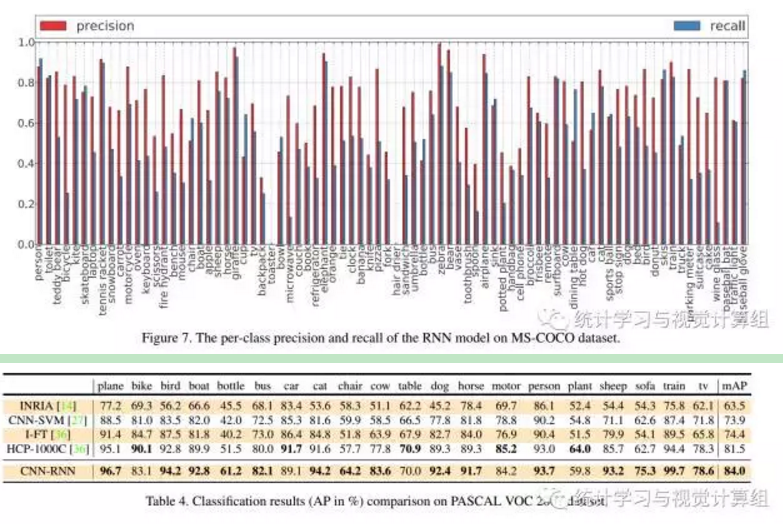 precision
recall
1.0
0.8
0.6
0.4
0.2
0.0
person
toilet
teddy bear
bicycle
kite
skateboard
laptop
tennis racket
snowboard
carrot
motorcycle
oven
keyboard
scissors
fire hydrant
bench
mouse
chair
boat
apple
sheep
horse
giraffe
cup
tv
backpack
toaster
bowl
microwave
couch
book
refrigerator
elephant
orange
tie
clock
banana
knife
pizza
fork
hair drier
sandwich
umbrella
bottle
bus
zebra
bear
vase
toothbrush
spoon
airplane
sink
potted plant
handbag
cell phone
broccoli
frisbee
remote
surfboard
cow
dining table
hot dog
car
cat
sports ball
stop sign
dog
bed
bird
donut
skis
train
truck
parking meter
suitcase
cake
wine glass
baseball bat
traffic light
baseball glove
统计学习与视觉计算组
Figure 7. The per-class precision and recall of the RNN model on MS-COCO dataset.
plane bike bird boat bottle bus car cat chair cow table dog horse motor person plant sheep sofa train tv mAP
INRIA [14] 77.2 69.3 56.2 66.6 45.5 68.1 83.4 53.6 58.3 51.1 62.2 45.2 78.4 69.7 86.1 52.4 54.4 54.3 75.8 62.1 63.5
CNN-SVM [27] 88.5 81.0 83.5 82.0 42.0 72.5 85.3 81.6 59.9 58.5 66.5 77.8 81.8 78.8 90.2 54.8 71.1 62.6 87.4 71.8 73.9
I-FT [36] 91.4 84.7 87.5 81.8 40.2 73.0 86.4 84.8 51.8 63.9 67.9 82.7 84.0 76.9 90.4 51.5 79.9 54.1 89.5 65.8 74.4
HCP-1000C [36] 95.1 90.1 92.8 89.9 51.5 80.0 91.7 91.6 57.7 77.8 70.9 89.3 89.3 85.2 93.0 64.0 85.7 62.7 94.4 78.3 81.5
CNN-RNN 96.7 83.1 94.2 92.8 61.2 82.1 89.1 94.2 64.2 83.6 70.0 92.4 91.7 84.2 93.7 59.8 93.2 75.3 99.7 78.6 84.0
Table 4. Classification results (AP in %) comparison on PASCAL VOC 2 dataset.
统计学习与视觉计算组